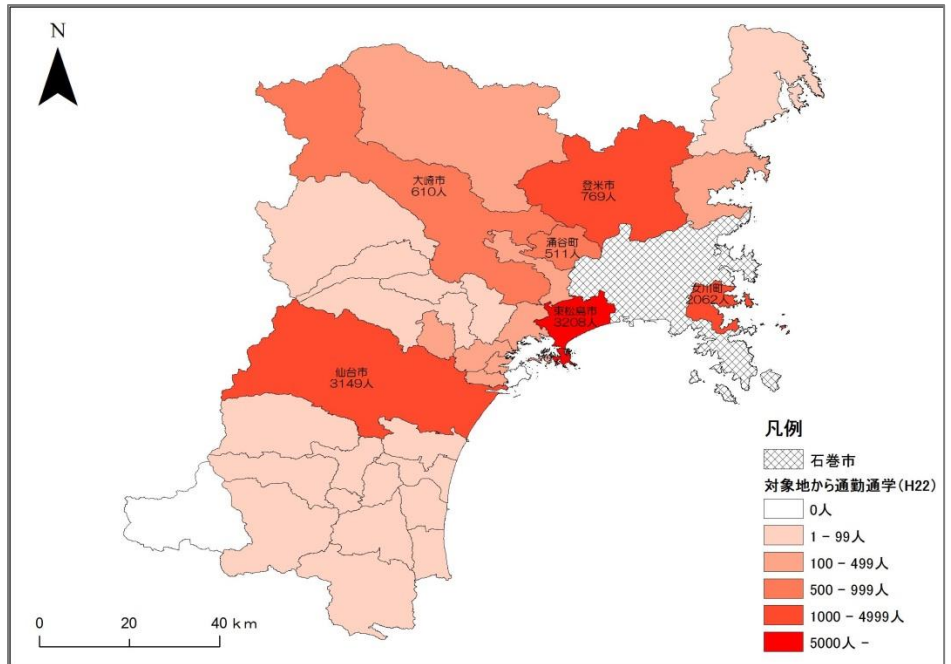 N
大崎市
610人
登米市
769人
涌谷町
511人
女川町
2062人
東松島市
3208人
仙台市
3149人
凡例
石巻市
対象地から通勤通学(H22)
0人
1 - 99人
100 - 499人
500 - 999人
1000 - 4999人
5000人 -
0 20 40 km